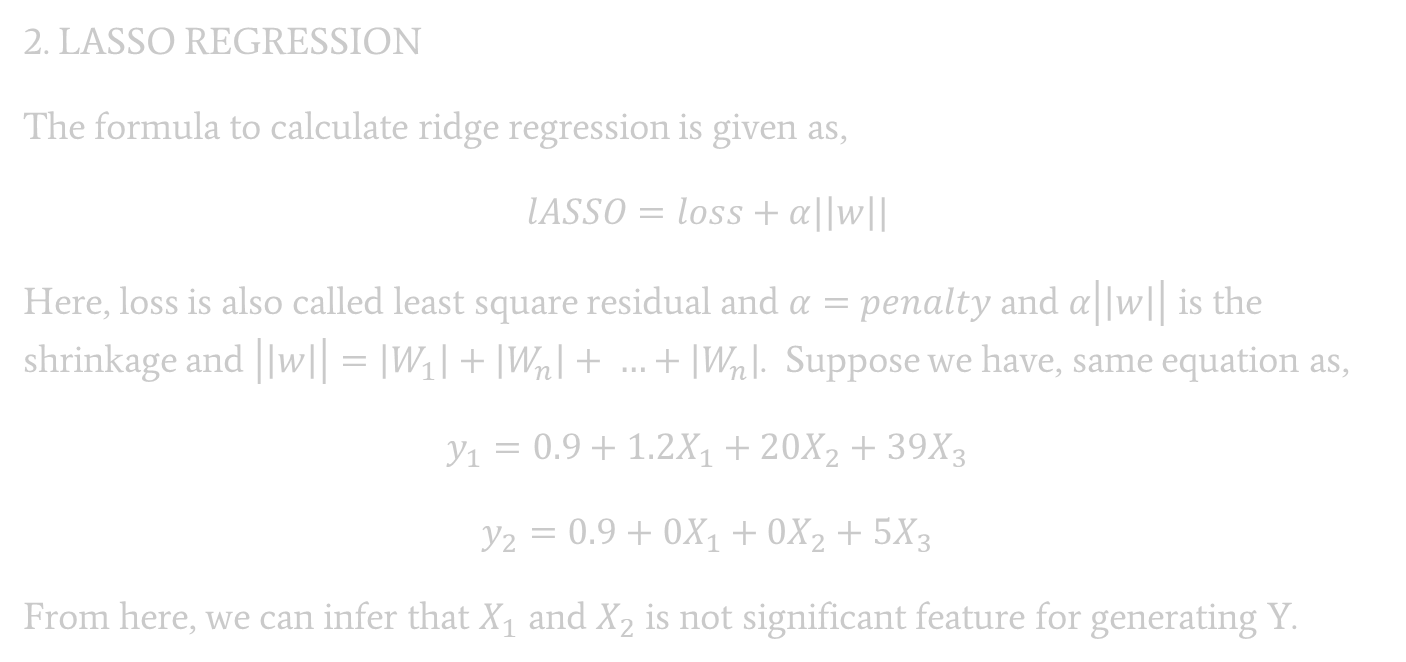 2. LASSO REGRESSION
The formula to calculate ridge regression is given as,
lASSO = loss + α||w||
Here, loss is also called least square residual and α = penalty and α||w|| is the
shrinkage and ||w|| = |W₁| + |Wₙ| + … + |Wₙ|. Suppose we have, same equation as,
y₁ = 0.9 + 1.2X₁ + 20X₂ + 39X₃
y₂ = 0.9 + 0X₁ + 0X₂ + 5X₃
From here, we can infer that X₁ and X₂ is not significant feature for generating Y.